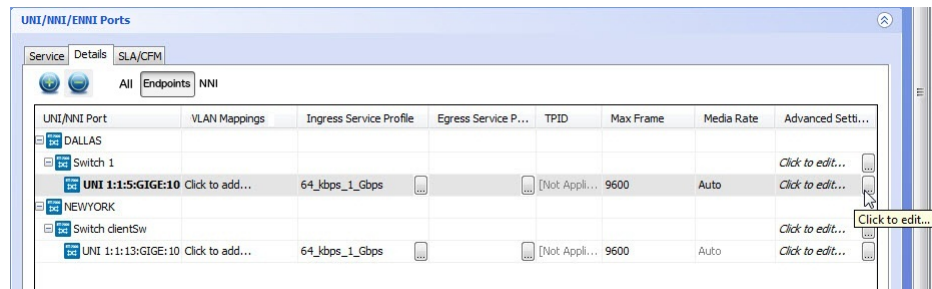 UNI/NNI/ENNI Ports
Service Details SLA/CFM
All Endpoints NNI
UNI/NNI Port VLAN Mappings Ingress Service Profile Egress Service P... TPID Max Frame Media Rate Advanced Setti...
DALLAS
Switch 1 Click to edit... ...
UNI 1:1:5:GIGE:10 Click to add... 64_kbps_1_Gbps ... ... [Not Appli... 9600 Auto Click to edit... ...
NEWYORK
Click to edit...
Switch clientSw Click to edit... ...
UNI 1:1:13:GIGE:10 Click to add... 64_kbps_1_Gbps ... ... [Not Appli... 9600 Auto Click to edit... ...